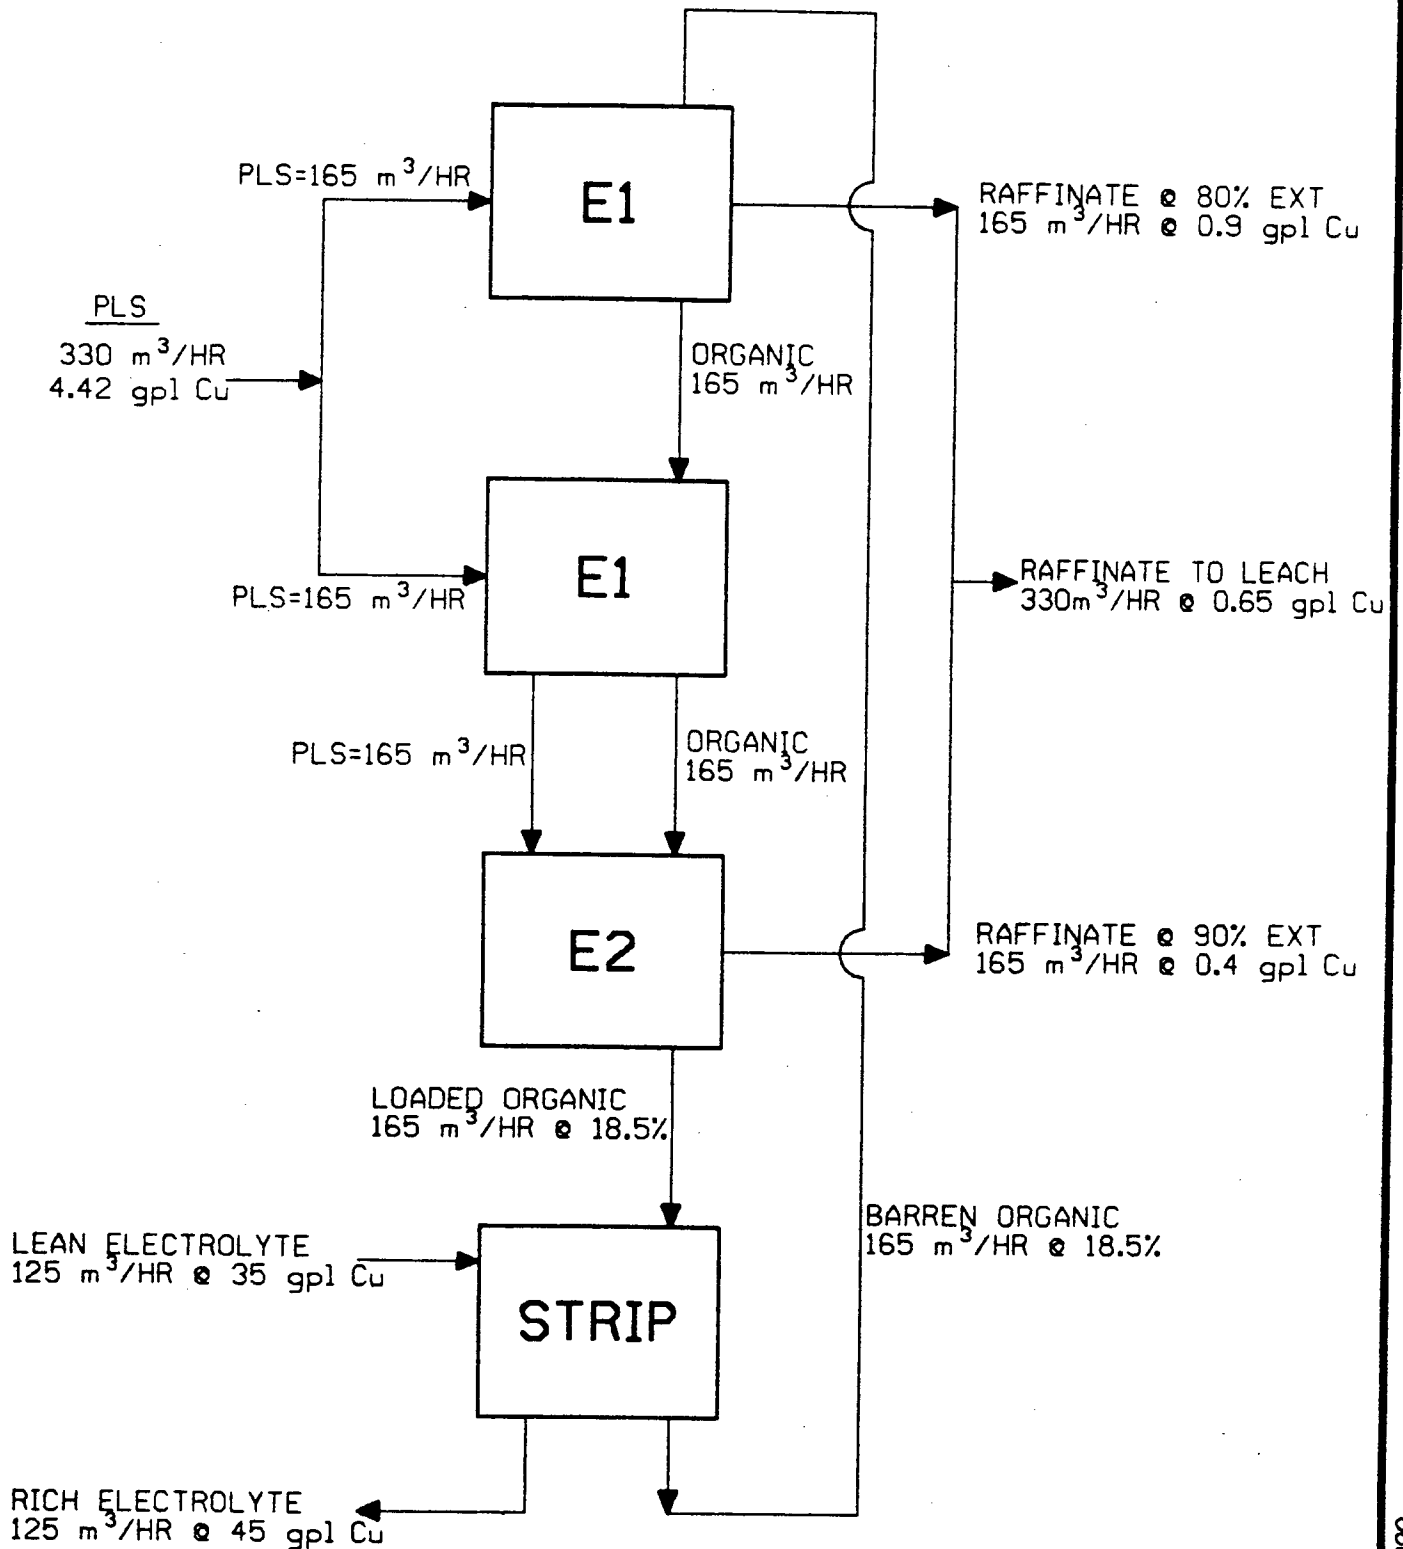 E1
PLS=165 m³/HR
RAFFINATE @ 80% EXT
165 m³/HR @ 0.9 gpl Cu
PLS
330 m³/HR
4.42 gpl Cu
ORGANIC
165 m³/HR
E1
PLS=165 m³/HR
RAFFINATE TO LEACH
330m³/HR @ 0.65 gpl Cu
PLS=165 m³/HR
ORGANIC
165 m³/HR
E2
RAFFINATE @ 90% EXT
165 m³/HR @ 0.4 gpl Cu
LOADED ORGANIC
165 m³/HR @ 18.5%
BARREN ORGANIC
165 m³/HR @ 18.5%
LEAN ELECTROLYTE
125 m³/HR @ 35 gpl Cu
STRIP
RICH ELECTROLYTE
125 m³/HR @ 45 gpl Cu